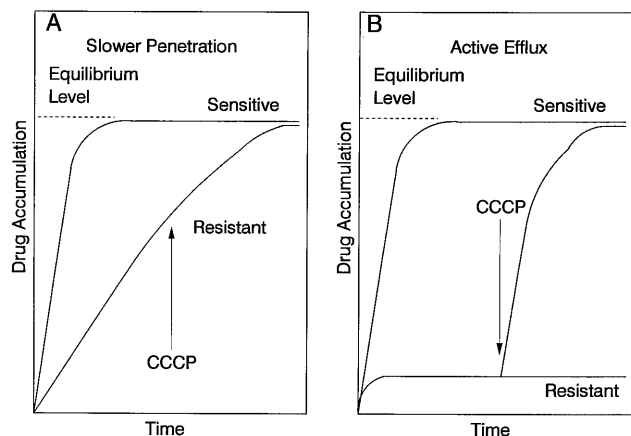 A
Slower Penetration
Equilibrium
Level
Sensitive
Resistant
CCCP
Drug Accumulation
Time
B
Active Efflux
Equilibrium
Level
Sensitive
CCCP
Resistant
Drug Accumulation
Time